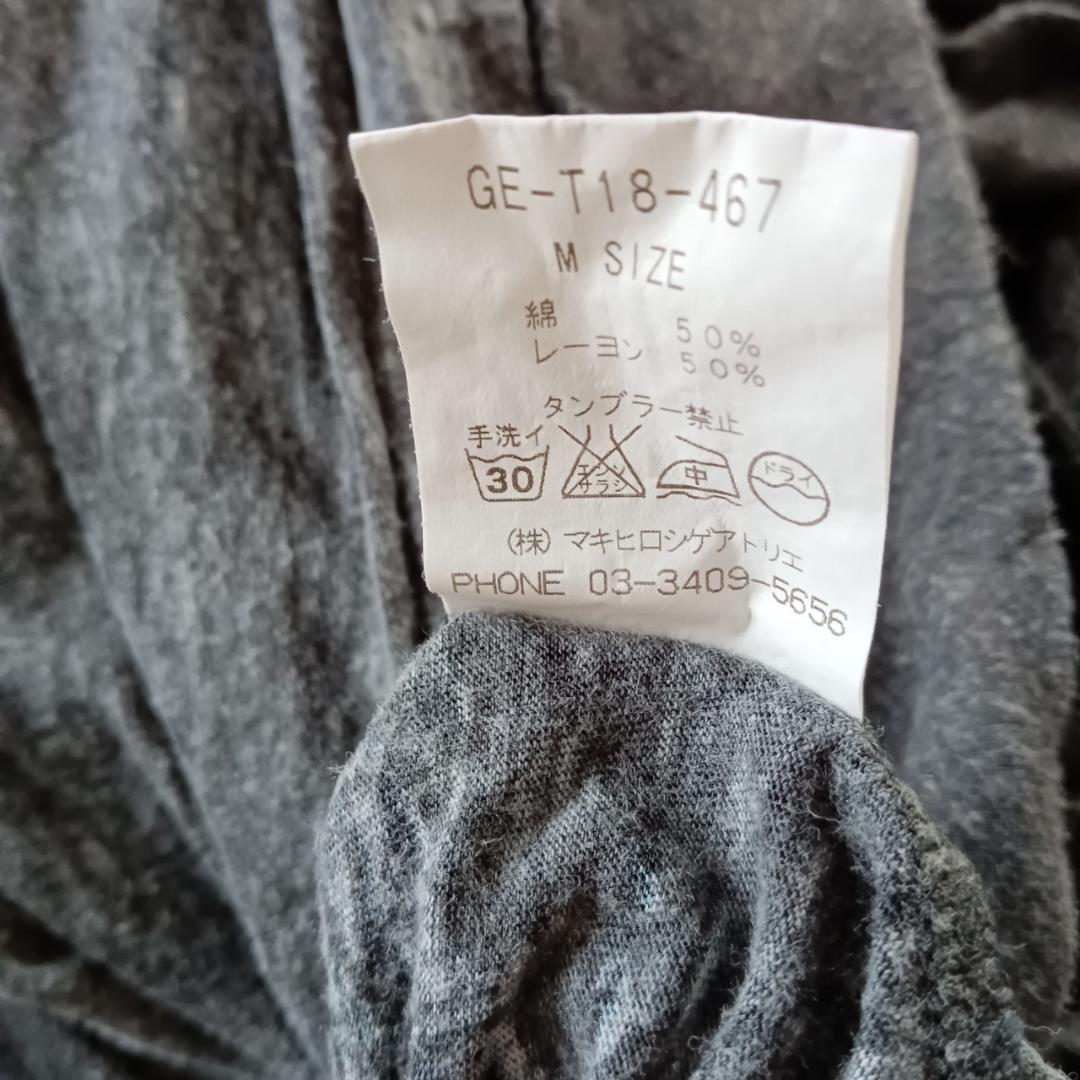 GE-T18-467
M SIZE
綿 50%
レーヨン 50%
タンブラー禁止
手洗イ
30
エンソ
サラシ
中
ドライ
(株) マキヒロシゲアトリエ
PHONE 03-3409-5656